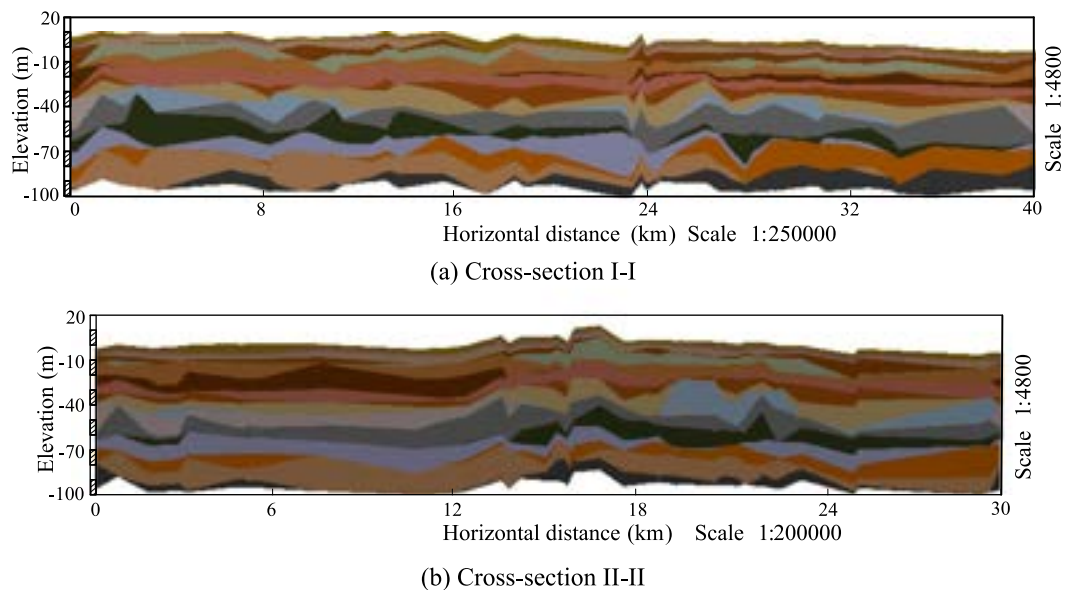 20
-10
-40
-70
-100
Elevation (m)
Scale 1:4800
0 8 16 24 32 40
Horizontal distance (km) Scale 1:250000
(a) Cross-section I-I
20
-10
-40
-70
-100
Elevation (m)
Scale 1:4800
0 6 12 18 24 30
Horizontal distance (km) Scale 1:200000
(b) Cross-section II-II